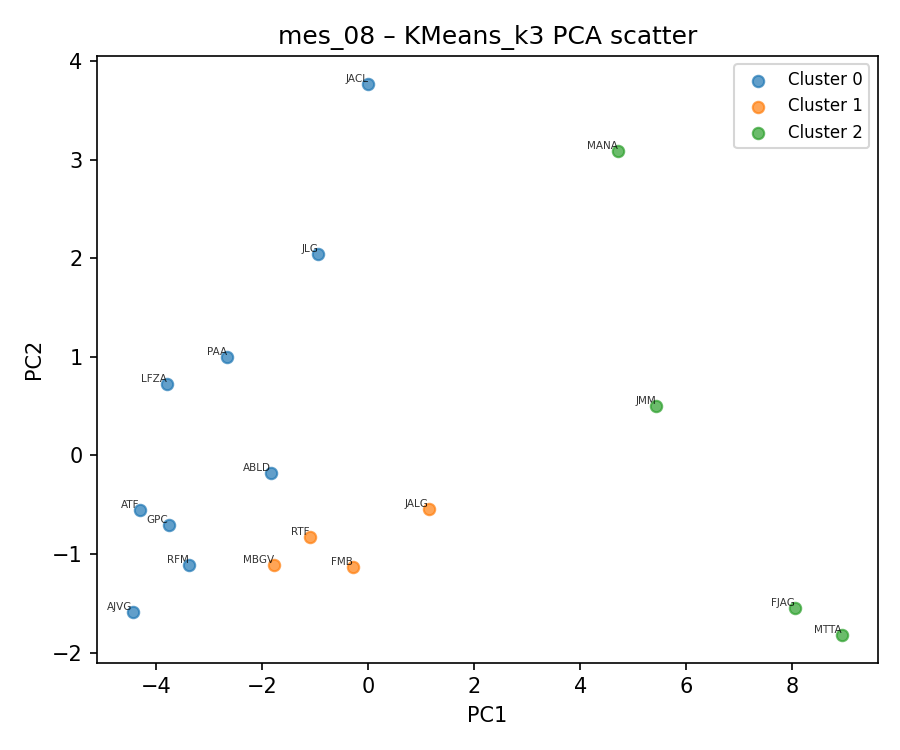 mes_08 – KMeans_k3 PCA scatter
Cluster 0
Cluster 1
Cluster 2
JACL
MANA
JLG
PAA
LFZA
JMM
ABLD
ATF
GPC
JALG
RTF
RFM
MBGV
FMB
AJVG
FJAG
MTTA
4
3
2
1
0
−1
−2
PC2
−4
−2
0
2
4
6
8
PC1